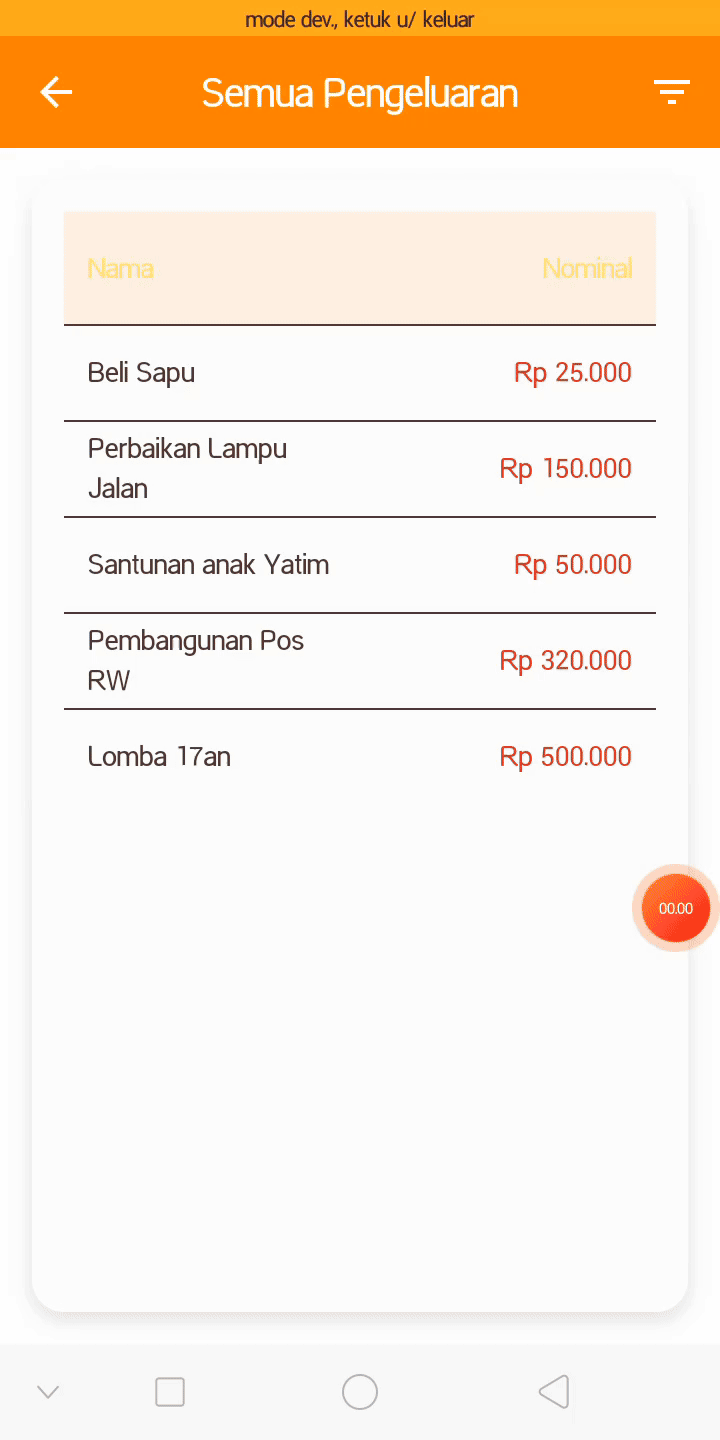 mode dev., ketuk u/ keluar
Semua Pengeluaran
Nama Nominal
Beli Sapu Rp 25.000
Perbaikan Lampu
Jalan Rp 150.000
Santunan anak Yatim Rp 50.000
Pembangunan Pos
RW Rp 320.000
Lomba 17an Rp 500.000
00.00